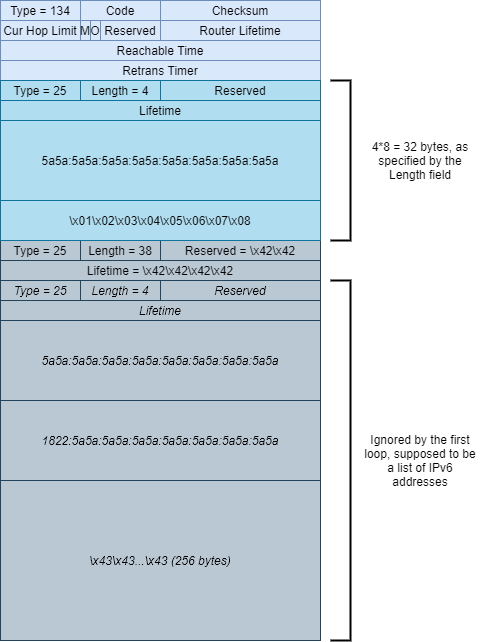 Type = 134 Code Checksum
Cur Hop Limit M O Reserved Router Lifetime
Reachable Time
Retrans Timer
Type = 25 Length = 4 Reserved
Lifetime
5a5a:5a5a:5a5a:5a5a:5a5a:5a5a:5a5a:5a5a
\x01\x02\x03\x04\x05\x06\x07\x08
4*8 = 32 bytes, as
specified by the
Length field
Type = 25 Length = 38 Reserved = \x42\x42
Lifetime = \x42\x42\x42\x42
Type = 25 Length = 4 Reserved
Lifetime
5a5a:5a5a:5a5a:5a5a:5a5a:5a5a:5a5a:5a5a
1822:5a5a:5a5a:5a5a:5a5a:5a5a:5a5a:5a5a
\x43\x43...\x43 (256 bytes)
Ignored by the first
loop, supposed to be
a list of IPv6
addresses